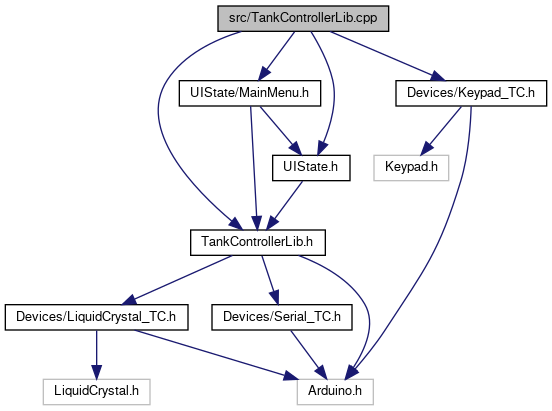 src/TankControllerLib.cpp
UIState/MainMenu.h
Devices/Keypad_TC.h
UIState.h
Keypad.h
TankControllerLib.h
Devices/LiquidCrystal_TC.h
Devices/Serial_TC.h
LiquidCrystal.h
Arduino.h